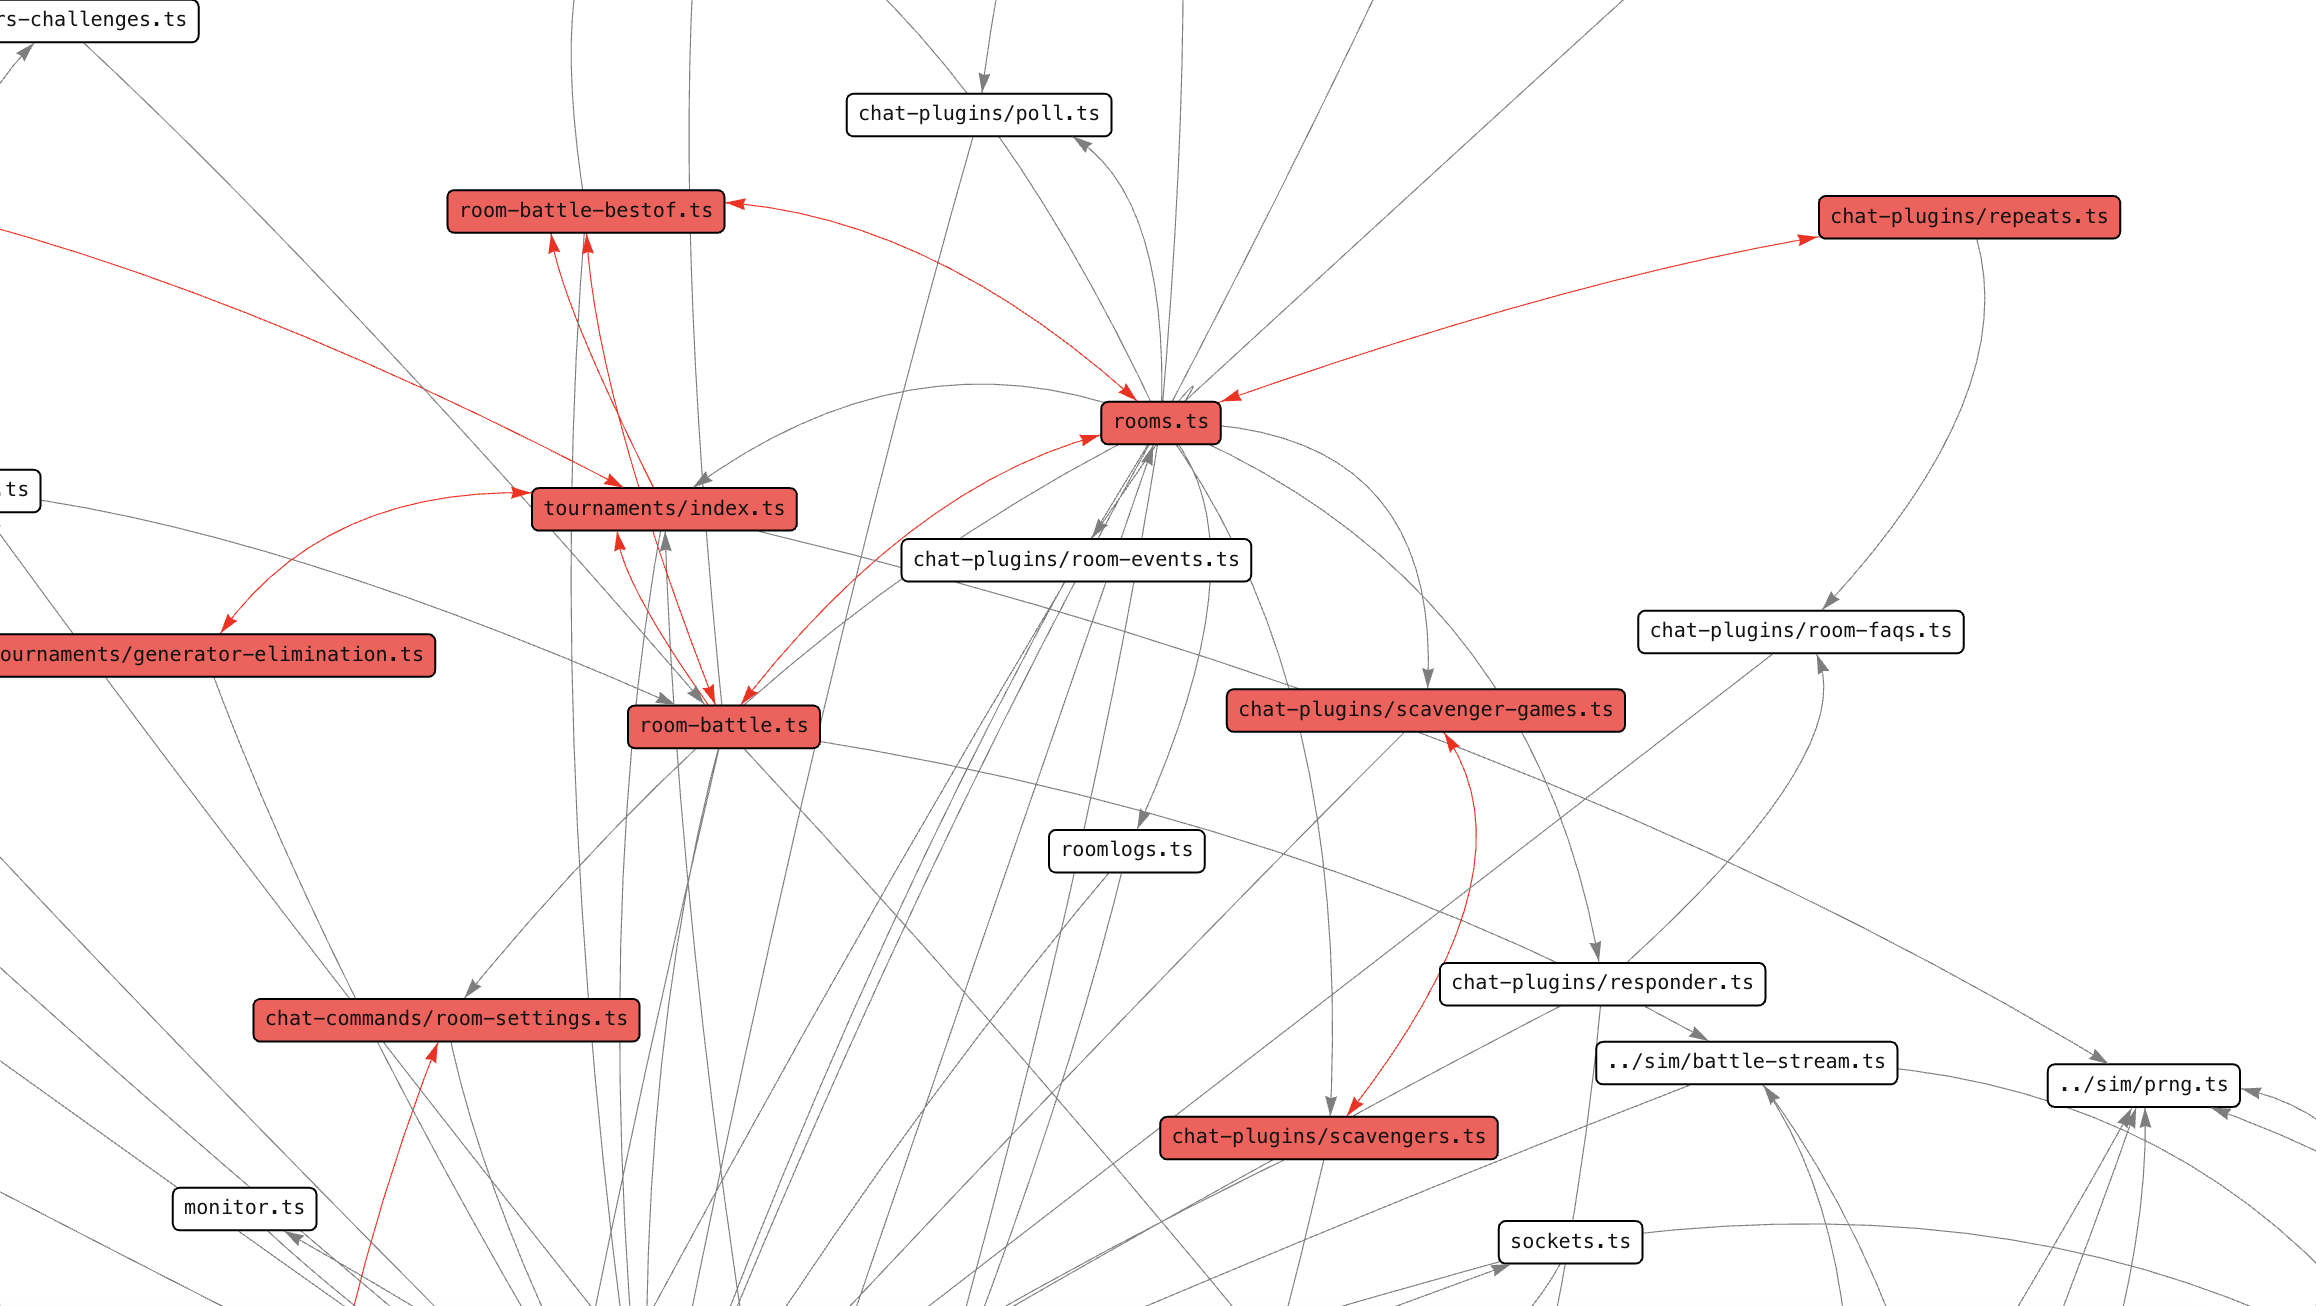 rs-challenges.ts
chat-plugins/poll.ts
room-battle-bestof.ts
chat-plugins/repeats.ts
rooms.ts
.ts
tournaments/index.ts
chat-plugins/room-events.ts
chat-plugins/room-faqs.ts
ournaments/generator-elimination.ts
chat-plugins/scavenger-games.ts
room-battle.ts
roomlogs.ts
chat-plugins/responder.ts
chat-commands/room-settings.ts
../sim/battle-stream.ts
../sim/prng.ts
chat-plugins/scavengers.ts
monitor.ts
sockets.ts